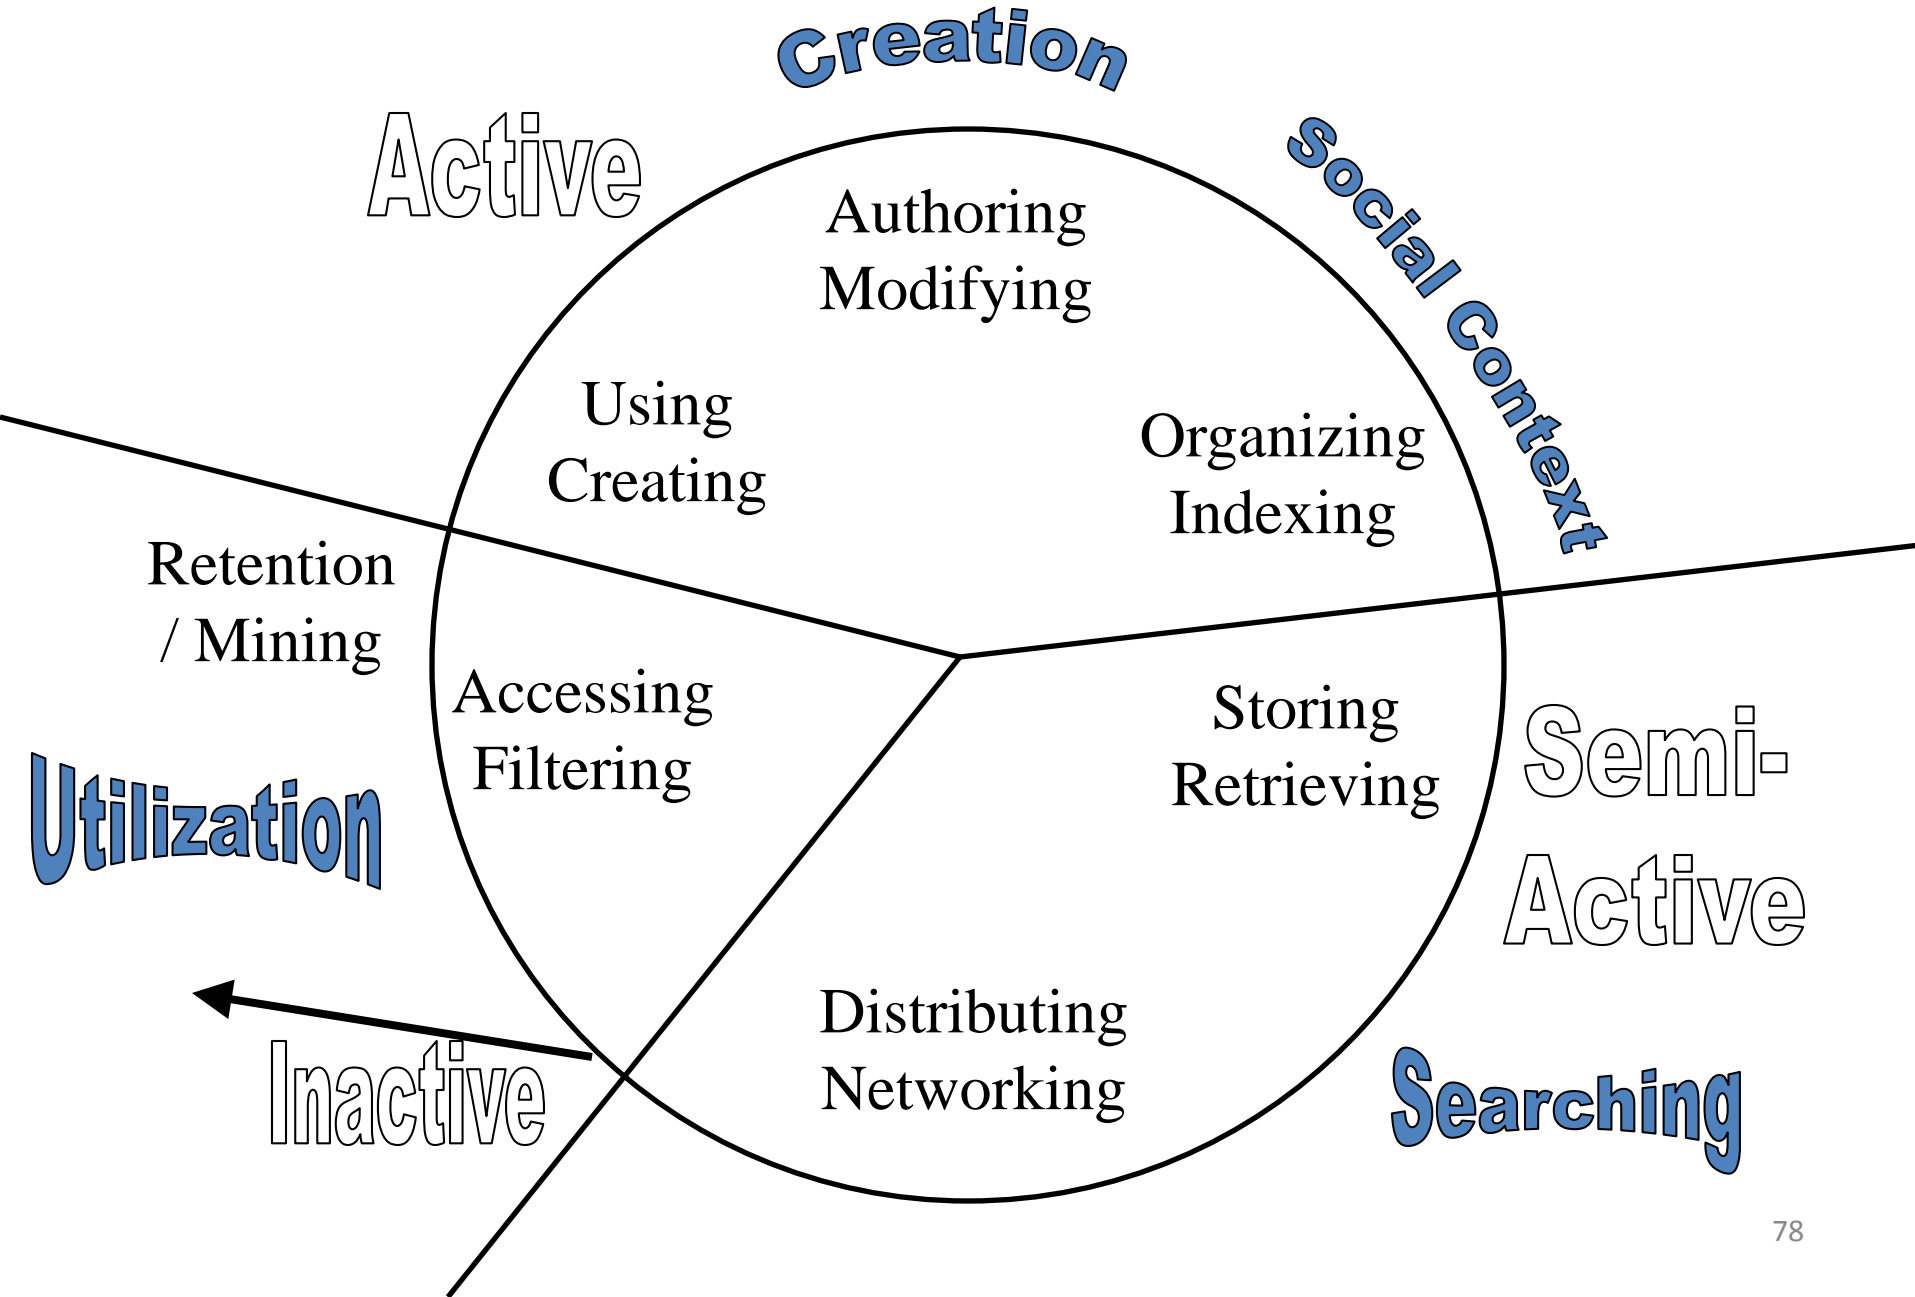 Creation
Active
Social Context
Authoring
Modifying
Using
Creating
Organizing
Indexing
Retention
/ Mining
Accessing
Filtering
Storing
Retrieving
Semi-
Active
Utilization
Distributing
Networking
Inactive
Searching
78